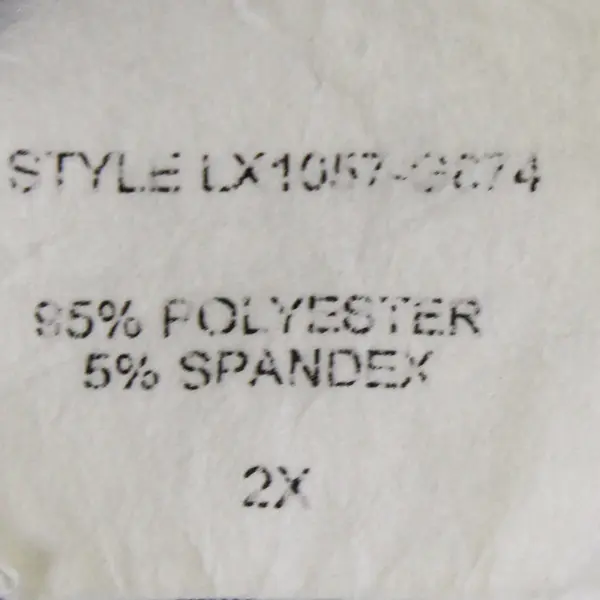 STYLE
95% POLYESTER
5% SPANDEX
2X